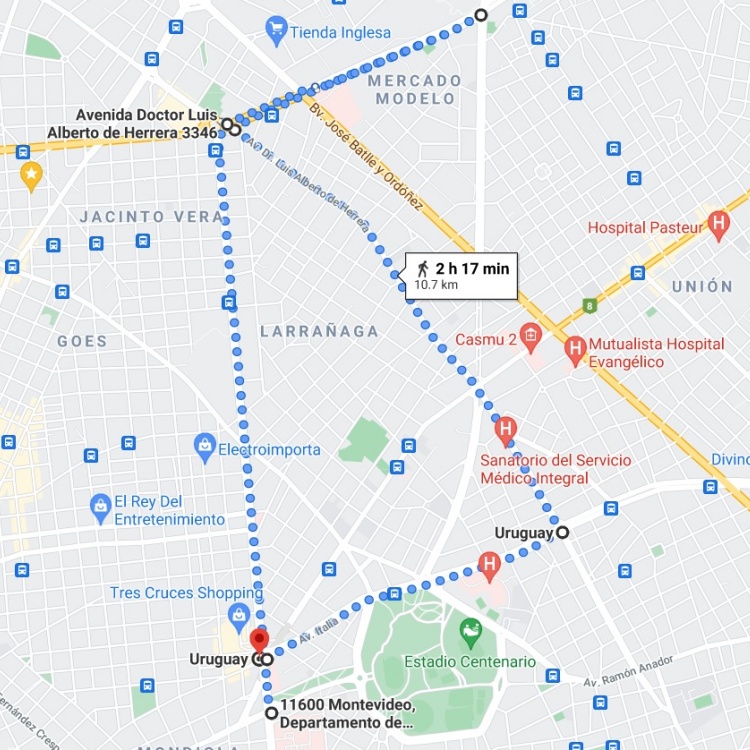 Tienda Inglesa
MERCADO
MODELO
Avenida Doctor Luis
Alberto de Herrera 3346
Bv. José Batlle y Ordóñez
Av. Dr. Luis Alberto de Herrera
JACINTO VERA
Hospital Pasteur
2 h 17 min
10.7 km
UNIÓN
8
LARRAÑAGA
GOES
Casmu 2
Mutualista Hospital
Evangélico
Electroimporta
Sanatorio del Servicio
Médico Integral
Divino
El Rey Del
Entretenimiento
Uruguay
Tres Cruces Shopping
Av. Italia
Estadio Centenario
Uruguay
Av. Ramón Anador
11600 Montevideo,
Departamento de...
Fernández Crespo